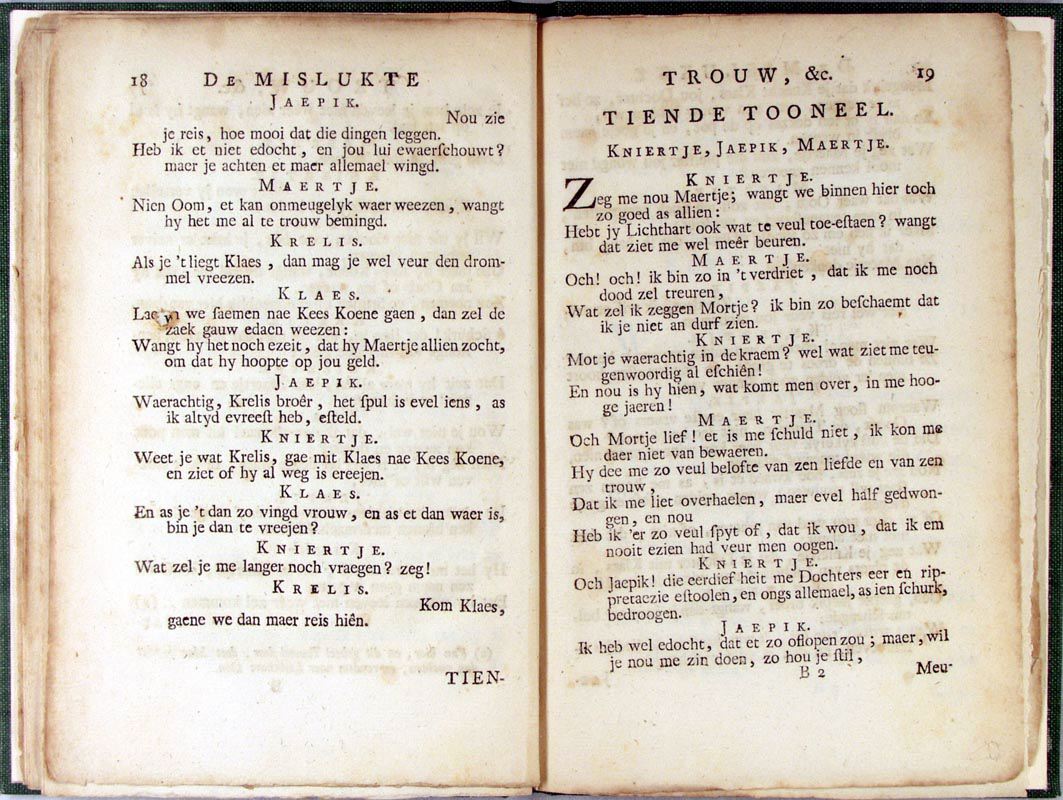 18 DE MISLUKTE
JAEPIK.
Nou zie
je reis, hoe mooi dat die dingen leggen.
Heb ik et niet edocht, en jou lui ewaerſchouwt?
maer je achten et maer allemael wingd.
MAERTJE.
Nien Oom, et kan onmeugelyk waer weezen, wangt
hy het me al te trouw bemingd.
KRELIS.
Als je 't liegt Klaes, dan mag je wel veur den drom-
mel vreezen.
KLAES.
we ſaemen nae Kees Koene gaen, dan zel de
zaek gauw edaen weezen:
Wangt hy het noch ezeit, dat hy Maertje allien zocht,
om dat hy hoopte op jou geld.
JAEPIK.
Waerachtig, Krelis broêr, het ſpul is evel iens, as
ik altyd evreeſt heb, eſteld.
KNIERTJE.
Weet je wat Krelis, gae mit Klaes nae Kees Koene,
en ziet of hy al weg is ereejen.
KLAES.
En as je 't dan zo vingd vrouw, en as et dan waer is,
bin je dan te vreejen?
KNIERTJE.
Wat zel je me langer noch vraegen? zeg!
KRELIS.
Kom Klaes,
gaene we dan maer reis hiên.
TIEN-
TROUW, &c. 19
TIENDE TOONEEL.
KNIERTJE, JAEPIK, MAERTJE.
KNIERTJE.
Zeg me nou Maertje; wangt we binnen hier toch
zo goed as allien:
Hebt jy Lichthart ook wat te veul toe-eſtaen? wangt
dat ziet me wel meêr beuren.
MAERTJE.
Och! och! ik bin zo in 't verdriet, dat ik me noch
dood zel treuren,
Wat zel ik zeggen Mortje? ik bin zo beſchaemt dat
ik je niet an durf zien.
KNIERTJE.
Mot je waerachtig in de kraem? wel wat ziet me teu-
genwoordig al eſchiên!
En nou is hy hien, wat komt men over, in me hoo-
ge jaeren!
MAERTJE.
Och Mortje lief! et is me ſchuld niet, ik kon me
daer niet van bewaeren.
Hy dee me zo veul belofte van zen liefde en van zen
trouw,
Dat ik me liet overhaelen, maer evel half gedwon-
gen, en nou
Heb ik 'er zo veul ſpyt of, dat ik wou, dat ik em
nooit ezien had veur men oogen.
KNIERTJE.
Och Jaepik! die eerdief heit me Dochters eer en rip-
pretaezie eſtoolen, en ongs allemael, as ien ſchurk,
bedroogen.
JAEPIK.
Ik heb wel edocht, dat et zo oflopen zou; maer, wil
je nou me zin doen, zo hou je ſtil,
B 2 Meu-